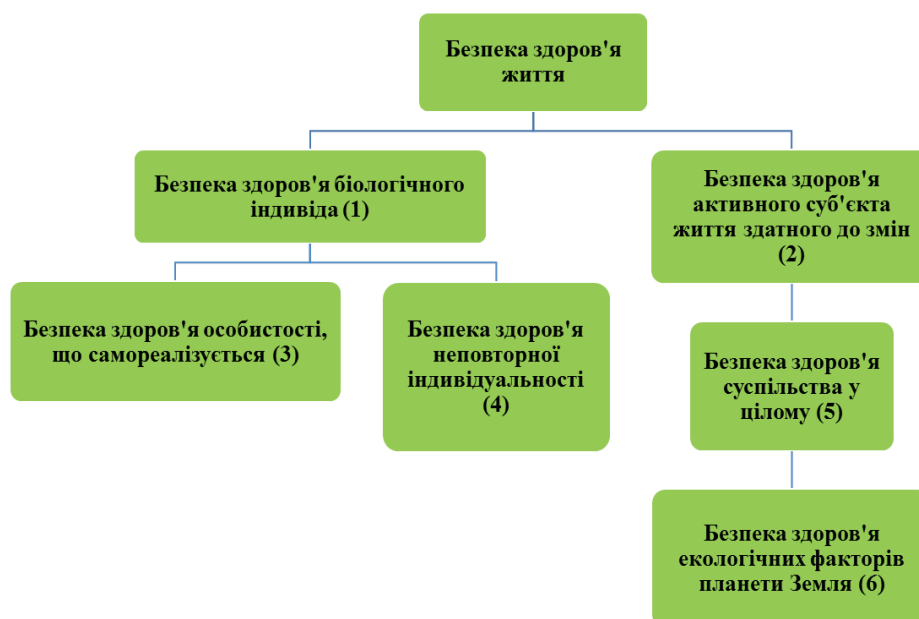 Безпека здоров'я
життя
Безпека здоров'я біологічного
індивіда (1)
Безпека здоров'я
активного суб'єкта
життя здатного до змін
(2)
Безпека здоров'я особистості,
що самореалізується (3)
Безпека здоров'я
неповторної
індивідуальності
(4)
Безпека здоров'я
суспільства у
цілому (5)
Безпека здоров'я
екологічних факторів
планети Земля (6)